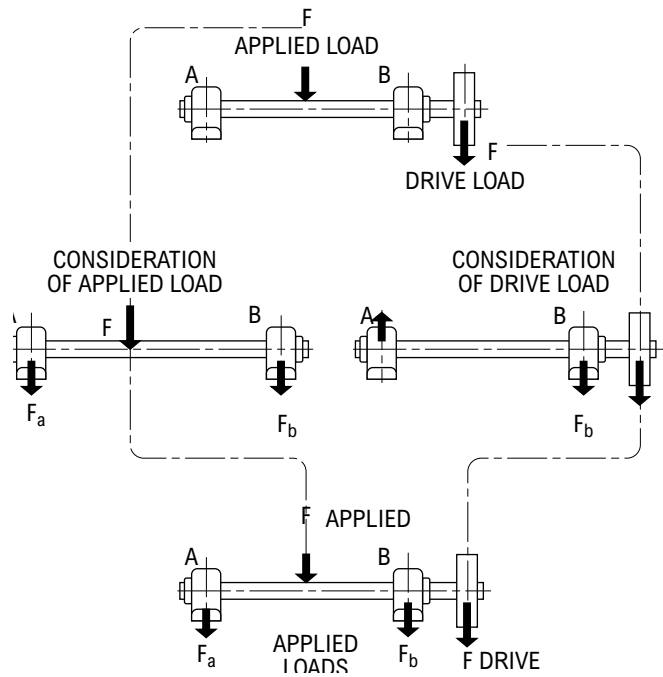 F
APPLIED LOAD
A
B
F
DRIVE LOAD
CONSIDERATION
OF APPLIED LOAD
F
B
Fa
Fb
CONSIDERATION
OF DRIVE LOAD
A
B
Fb
F APPLIED
A
B
Fa
APPLIED
LOADS
Fb
F DRIVE